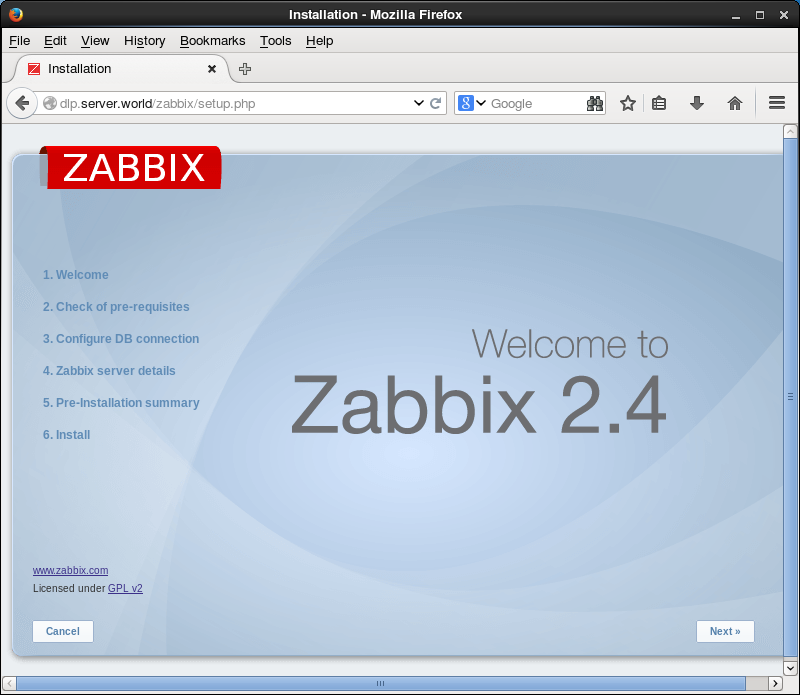 Installation - Mozilla Firefox
File Edit View History Bookmarks Tools Help
Installation
dlp.server.world/zabbix/setup.php
8 Google
ZABBIX
1. Welcome
2. Check of pre-requisites
3. Configure DB connection
4. Zabbix server details
5. Pre-Installation summary
6. Install
Welcome to
Zabbix 2.4
www.zabbix.com
Licensed under GPL v2
Cancel
Next »